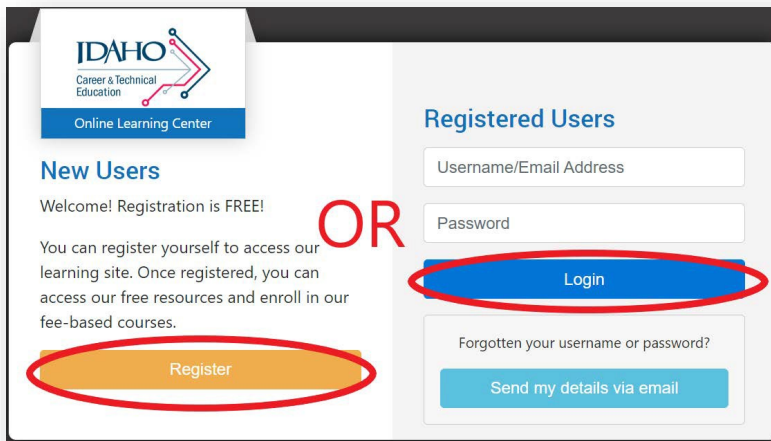 IDAHO
Career & Technical
Education
Online Learning Center
New Users
Welcome! Registration is FREE!
You can register yourself to access our
learning site. Once registered, you can
access our free resources and enroll in our
fee-based courses.
Register
OR
Registered Users
Username/Email Address
Password
Login
Forgotten your username or password?
Send my details via email